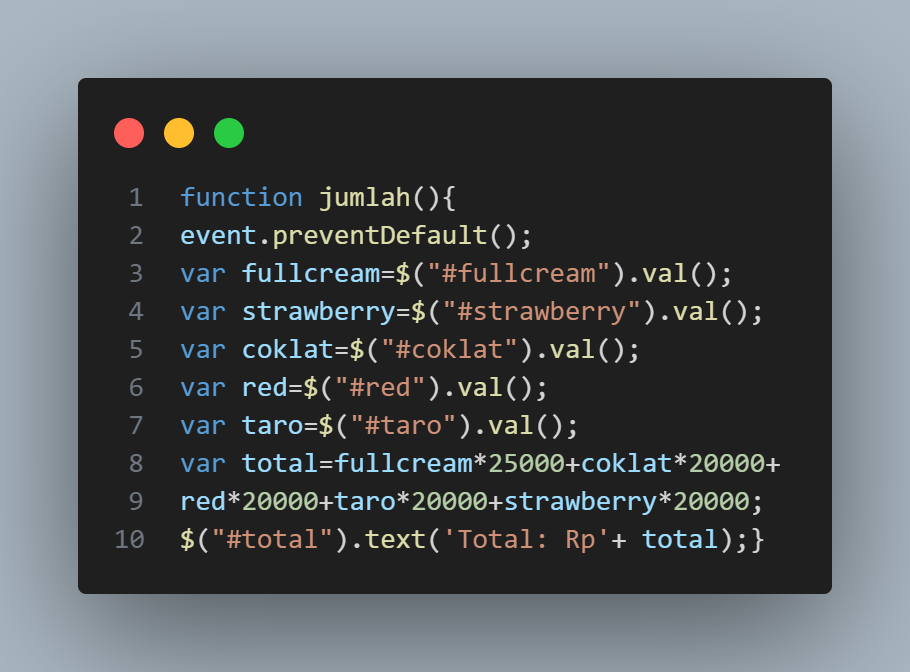 1 function jumlah(){
2 event.preventDefault();
3 var fullcream=$("#fullcream").val();
4 var strawberry=$("#strawberry").val();
5 var coklat=$("#coklat").val();
6 var red=$("#red").val();
7 var taro=$("#taro").val();
8 var total=fullcream*25000+coklat*20000+
9 red*20000+taro*20000+strawberry*20000;
10 $("#total").text('Total: Rp'+ total);}